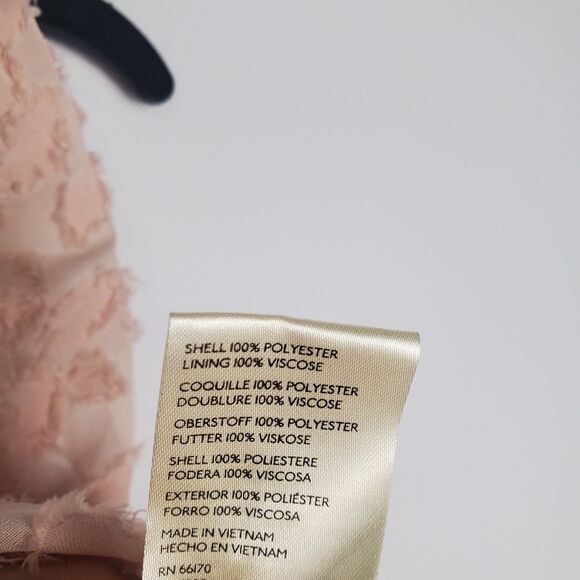 SHELL 100% POLYESTER
LINING 100% VISCOSE
COQUILLE 100% POLYESTER
DOUBLURE 100% VISCOSE
OBERSTOFF 100% POLYESTER
FUTTER 100% VISKOSE
SHELL 100% POLIESTERE
FODERA 100% VISCOSA
EXTERIOR 100% POLIÉSTER
FORRO 100% VISCOSA
MADE IN VIETNAM
HECHO EN VIETNAM
RN 66170